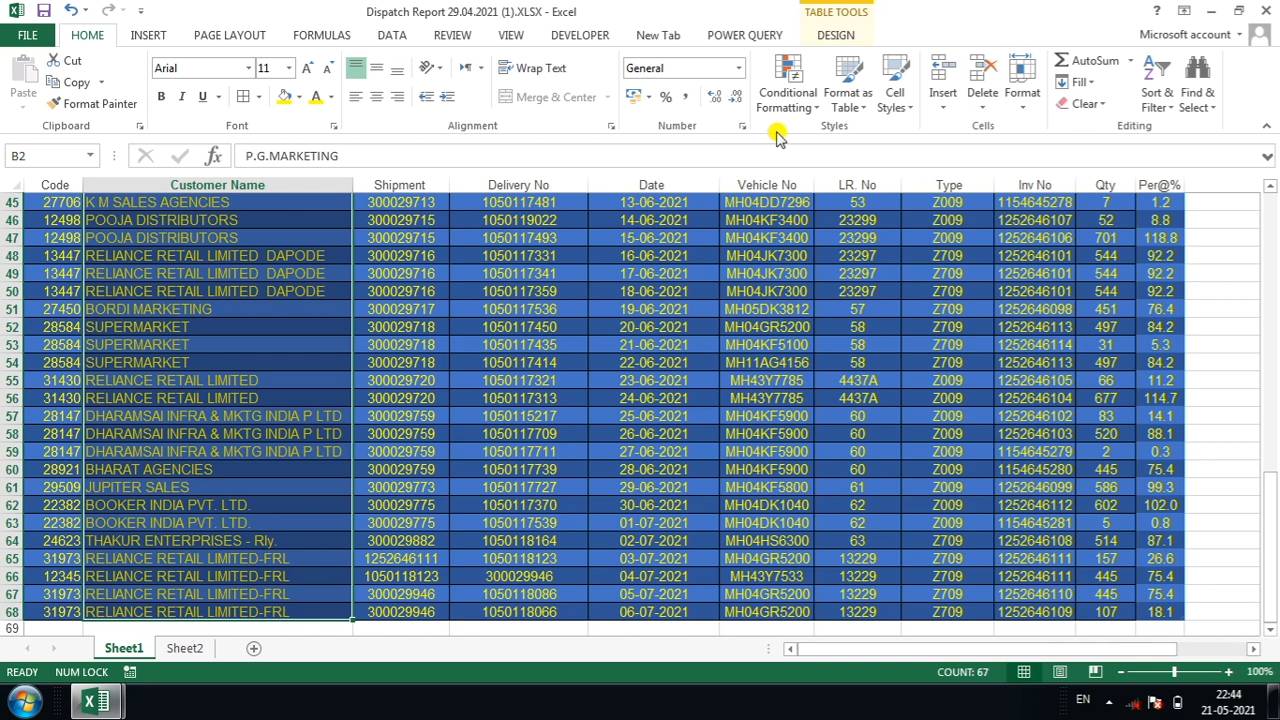 Dispatch Report 29.04.2021 (1).XLSX - Excel
TABLE TOOLS
FILE HOME INSERT PAGE LAYOUT FORMULAS DATA REVIEW VIEW DEVELOPER New Tab POWER QUERY DESIGN Microsoft account
Paste
Cut
Copy
Format Painter
Clipboard
Arial 11
Font
Wrap Text
Merge & Center
Alignment
General
Number
Conditional Formatting
Format as Table
Cell Styles
Styles
Insert
Delete
Format
Cells
AutoSum
Fill
Clear
Sort & Filter
Find & Select
Editing
B2 fx P.G.MARKETING
Code Customer Name Shipment Delivery No Date Vehicle No LR. No Type Inv No Qty Per@%
45 27706 K M SALES AGENCIES 300029713 1050117481 13-06-2021 MH04DD7296 53 Z009 1154645278 7 1.2
46 12498 POOJA DISTRIBUTORS 300029715 1050119022 14-06-2021 MH04KF3400 23299 Z009 1252646107 52 8.8
47 12498 POOJA DISTRIBUTORS 300029715 1050117493 15-06-2021 MH04KF3400 23299 Z009 1252646106 701 118.8
48 13447 RELIANCE RETAIL LIMITED  DAPODE 300029716 1050117331 16-06-2021 MH04JK7300 23297 Z009 1252646101 544 92.2
49 13447 RELIANCE RETAIL LIMITED  DAPODE 300029716 1050117341 17-06-2021 MH04JK7300 23297 Z009 1252646101 544 92.2
50 13447 RELIANCE RETAIL LIMITED  DAPODE 300029716 1050117359 18-06-2021 MH04JK7300 23297 Z009 1252646101 544 92.2
51 27450 BORDI MARKETING 300029717 1050117536 19-06-2021 MH05DK3812 57 Z009 1252646098 451 76.4
52 28584 SUPERMARKET 300029718 1050117450 20-06-2021 MH04GR5200 58 Z709 1252646113 497 84.2
53 28584 SUPERMARKET 300029718 1050117435 21-06-2021 MH04KF5100 58 Z709 1252646114 31 5.3
54 28584 SUPERMARKET 300029718 1050117414 22-06-2021 MH11AG4156 58 Z709 1252646113 497 84.2
55 31430 RELIANCE RETAIL LIMITED 300029720 1050117321 23-06-2021 MH43Y7785 4437A Z009 1252646105 66 11.2
56 31430 RELIANCE RETAIL LIMITED 300029720 1050117313 24-06-2021 MH43Y7785 4437A Z009 1252646104 677 114.7
57 28147 DHARAMSAI INFRA & MKTG INDIA P LTD 300029759 1050115217 25-06-2021 MH04KF5900 60 Z009 1252646102 83 14.1
58 28147 DHARAMSAI INFRA & MKTG INDIA P LTD 300029759 1050117709 26-06-2021 MH04KF5900 60 Z009 1252646103 520 88.1
59 28147 DHARAMSAI INFRA & MKTG INDIA P LTD 300029759 1050117711 27-06-2021 MH04KF5900 60 Z009 1154645279 2 0.3
60 28921 BHARAT AGENCIES 300029759 1050117739 28-06-2021 MH04KF5900 60 Z009 1154645280 445 75.4
61 29509 JUPITER SALES 300029773 1050117727 29-06-2021 MH04KF5800 61 Z009 1252646099 586 99.3
62 22382 BOOKER INDIA PVT. LTD. 300029775 1050117370 30-06-2021 MH04DK1040 62 Z009 1252646112 602 102.0
63 22382 BOOKER INDIA PVT. LTD. 300029775 1050117539 01-07-2021 MH04DK1040 62 Z009 1154645281 5 0.8
64 24623 THAKUR ENTERPRISES - Rly. 300029882 1050118164 02-07-2021 MH04HS6300 63 Z009 1252646108 514 87.1
65 31973 RELIANCE RETAIL LIMITED-FRL 1252646111 1050118123 03-07-2021 MH04GR5200 13229 Z709 1252646111 157 26.6
66 12345 RELIANCE RETAIL LIMITED-FRL 1050118123 300029946 04-07-2021 MH43Y7533 13229 Z709 1252646111 445 75.4
67 31973 RELIANCE RETAIL LIMITED-FRL 300029946 1050118086 05-07-2021 MH04GR5200 13229 Z709 1252646110 445 75.4
68 31973 RELIANCE RETAIL LIMITED-FRL 300029946 1050118066 06-07-2021 MH04GR5200 13229 Z709 1252646109 107 18.1
69
Sheet1 Sheet2
READY NUM LOCK COUNT: 67 100%
EN 22:44
21-05-2021